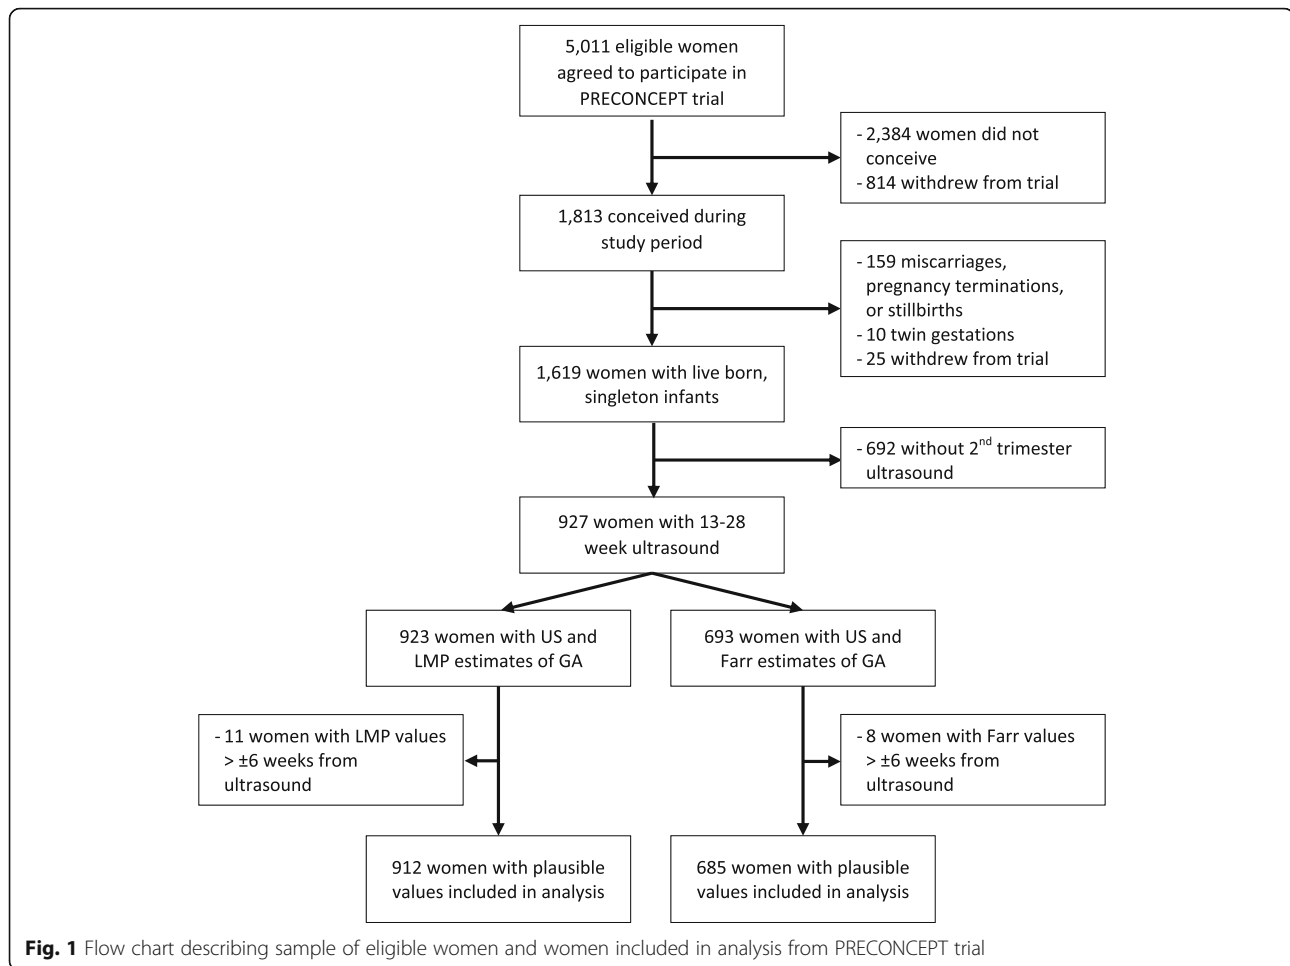 5,011 eligible women
agreed to participate in
PRECONCEPT trial
- 2,384 women did not
conceive
- 814 withdrew from trial
1,813 conceived during
study period
- 159 miscarriages,
pregnancy terminations,
or stillbirths
- 10 twin gestations
- 25 withdrew from trial
1,619 women with live born,
singleton infants
- 692 without 2nd trimester
ultrasound
927 women with 13-28
week ultrasound
923 women with US and
LMP estimates of GA
693 women with US and
Farr estimates of GA
- 11 women with LMP values
> ±6 weeks from
ultrasound
- 8 women with Farr values
> ±6 weeks from
ultrasound
912 women with plausible
values included in analysis
685 women with plausible
values included in analysis
Fig. 1 Flow chart describing sample of eligible women and women included in analysis from PRECONCEPT trial